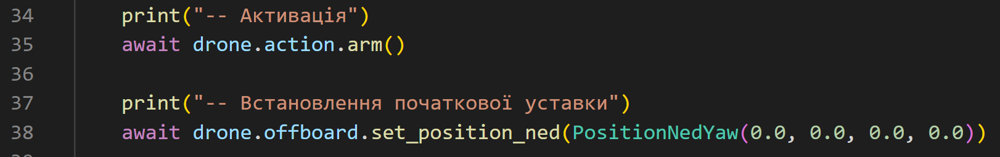 34 print("-- Активація")
35 await drone.action.arm()
36
37 print("-- Встановлення початкової уставки")
38 await drone.offboard.set_position_ned(PositionNedYaw(0.0, 0.0, 0.0, 0.0))